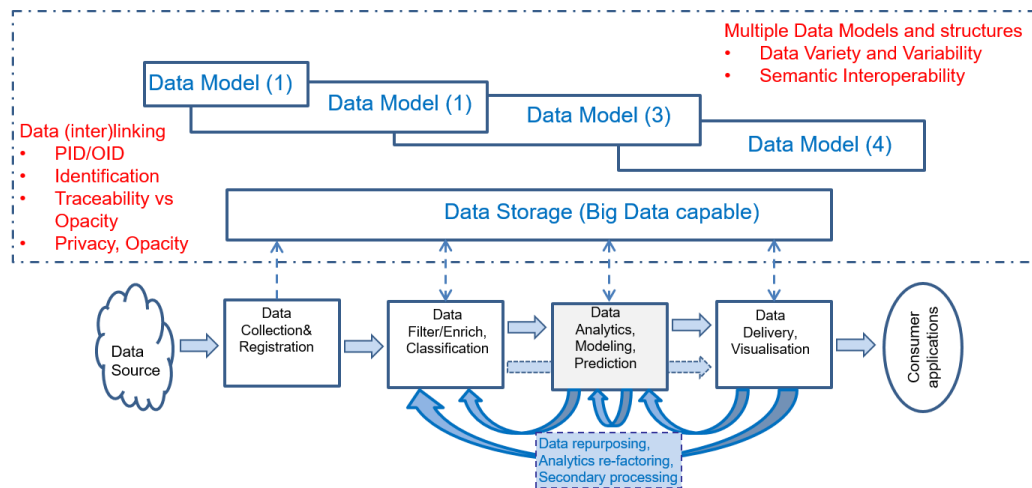 Multiple Data Models and structures
• Data Variety and Variability
• Semantic Interoperability
Data Model (1)
Data Model (1)
Data Model (3)
Data Model (4)
Data (inter)linking
• PID/OID
• Identification
• Traceability vs
Opacity
• Privacy, Opacity
Data Storage (Big Data capable)
Data
Source
Data
Collection&
Registration
Data
Filter/Enrich,
Classification
Data
Analytics,
Modeling,
Prediction
Data
Delivery,
Visualisation
Consumer
applications
Data repurposing,
Analytics re-factoring,
Secondary processing